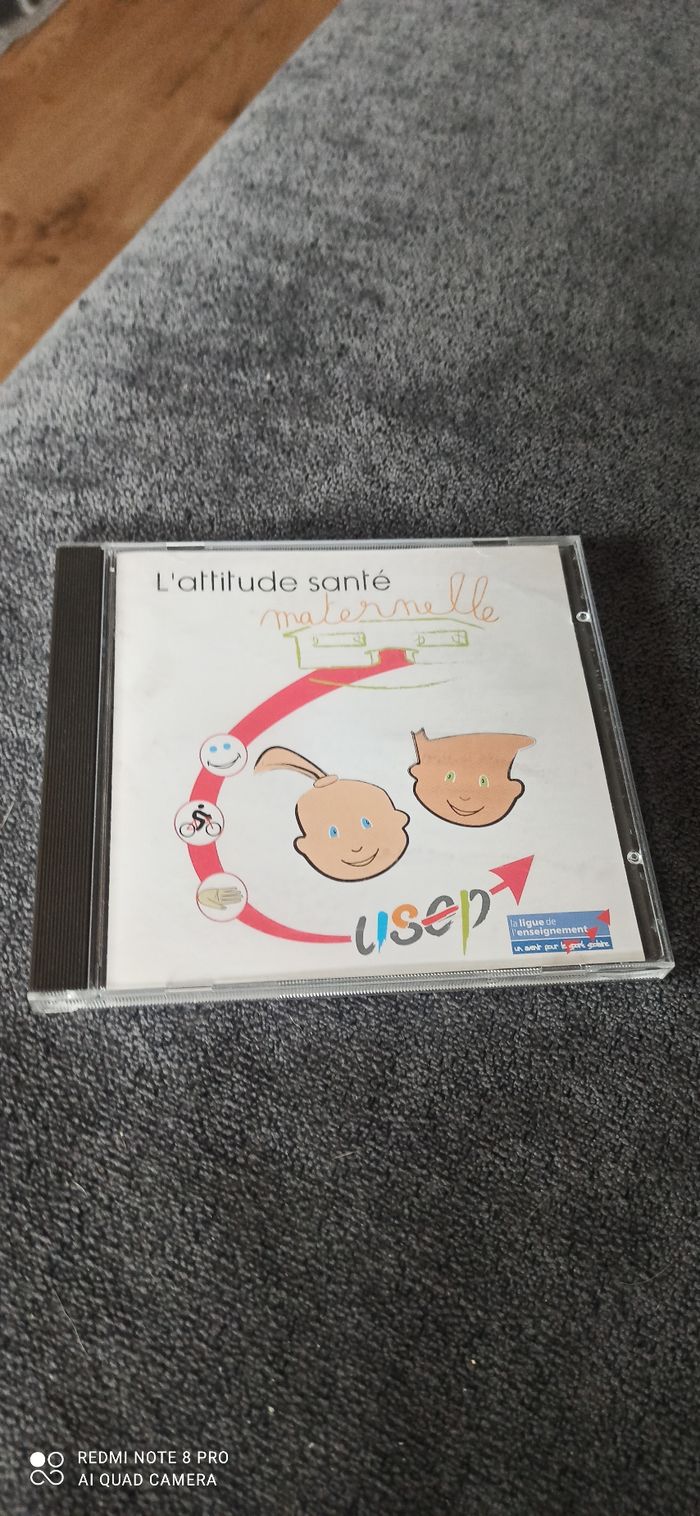 L'attitude santé
maternelle
usep
la ligue de
l'enseignement
un avenir pour le sport scolaire
REDMI NOTE 8 PRO
AI QUAD CAMERA